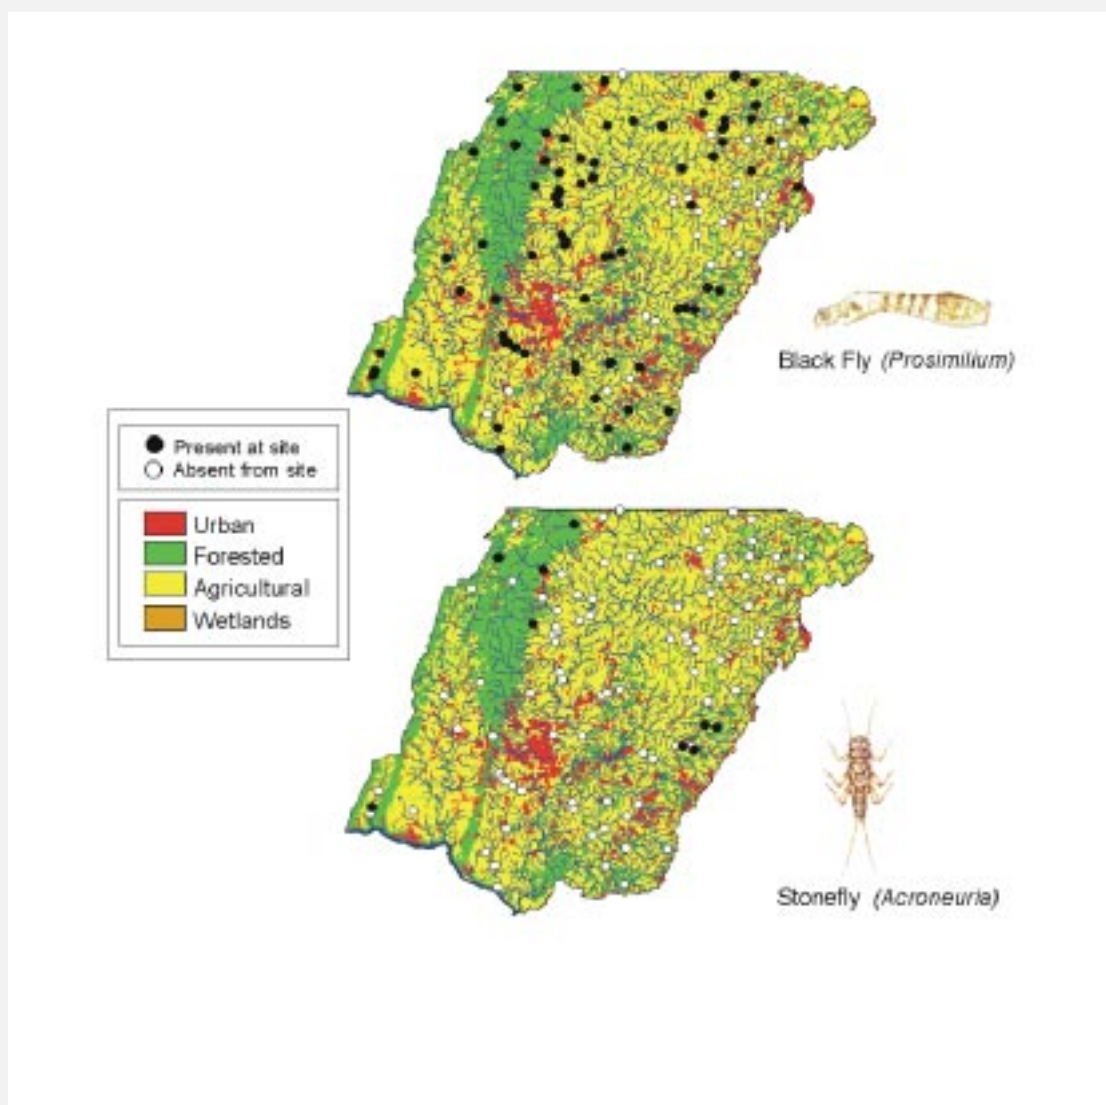 Black Fly (Prosimilium)
Present at site
Absent from site
Urban
Forested
Agricultural
Wetlands
Stonefly (Acroneuria)